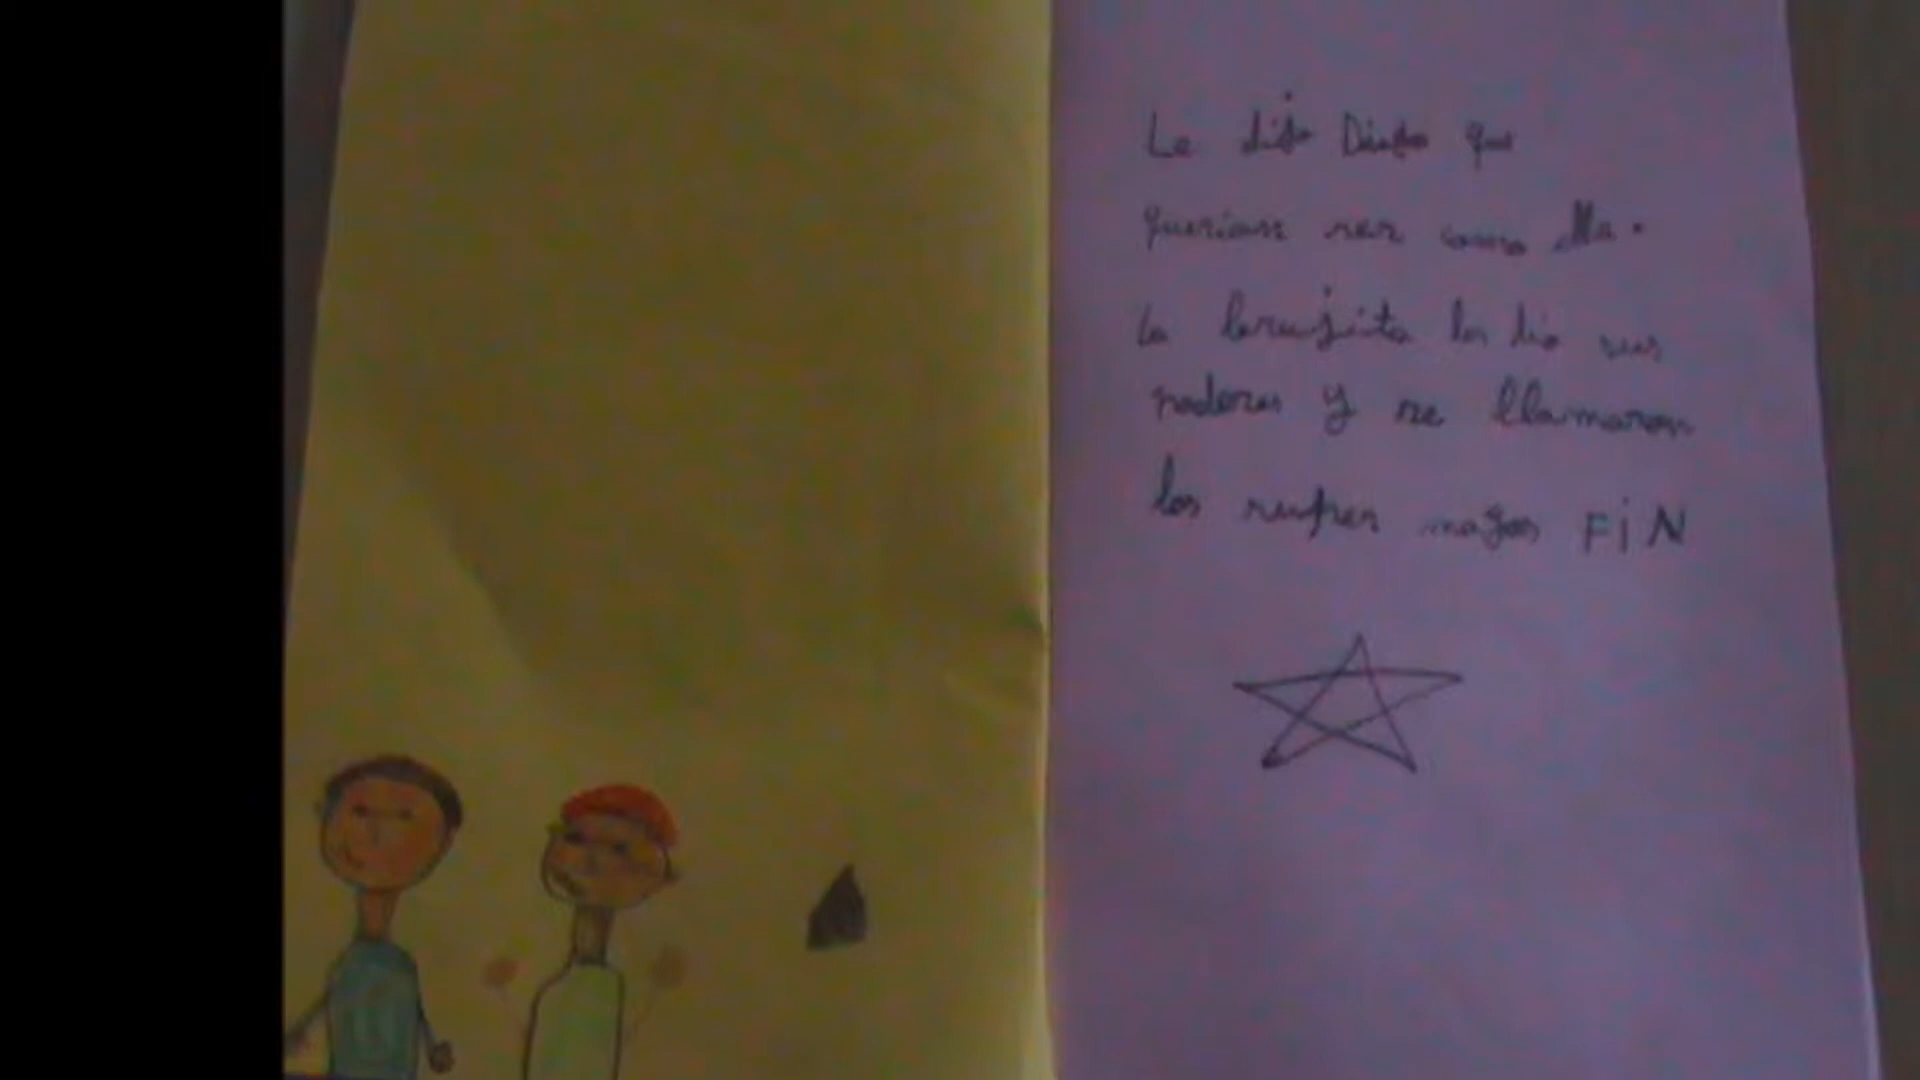 Le dijo que
querian ser como ella.
La brujita les dio sus
poderes y se llamaron
los super magos FiN